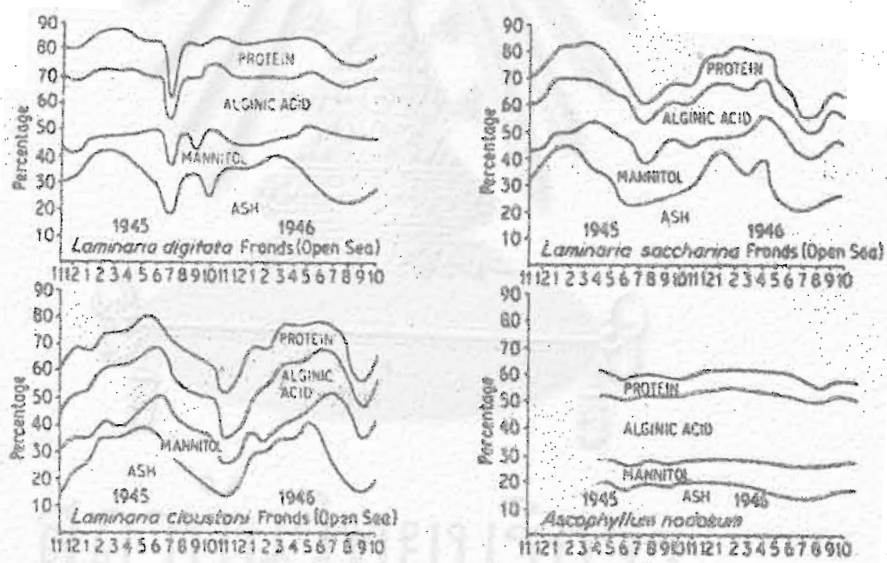 90
80
70
60
50
40
30
20
10
Percentage
PROTEIN
ALGINIC ACID
MANNITOL
ASH
1945 1946
Laminaria digitata Fronds (Open Sea)
11 12 1 2 3 4 5 6 7 8 9 10 11 12 1 2 3 4 5 6 7 8 9 10
90
80
70
60
50
40
30
20
10
Percentage
PROTEIN
ALGINIC ACID
MANNITOL
ASH
1945 1946
Laminaria saccharina Fronds (Open Sea)
11 12 1 2 3 4 5 6 7 8 9 10 11 12 1 2 3 4 5 6 7 8 9 10
90
80
70
60
50
40
30
20
10
Percentage
PROTEIN
ALGINIC
ACID
MANNITOL
ASH
1945 1946
Laminaria cloustoni Fronds (Open Sea)
11 12 1 2 3 4 5 6 7 8 9 10 11 12 1 2 3 4 5 6 7 8 9 10
90
80
70
60
50
40
30
20
10
Percentage
PROTEIN
ALGINIC ACID
MANNITOL
1945 ASH 1946
Ascophyllum nodosum
11 12 1 2 3 4 5 6 7 8 9 10 11 12 1 2 3 4 5 6 7 8 9 10